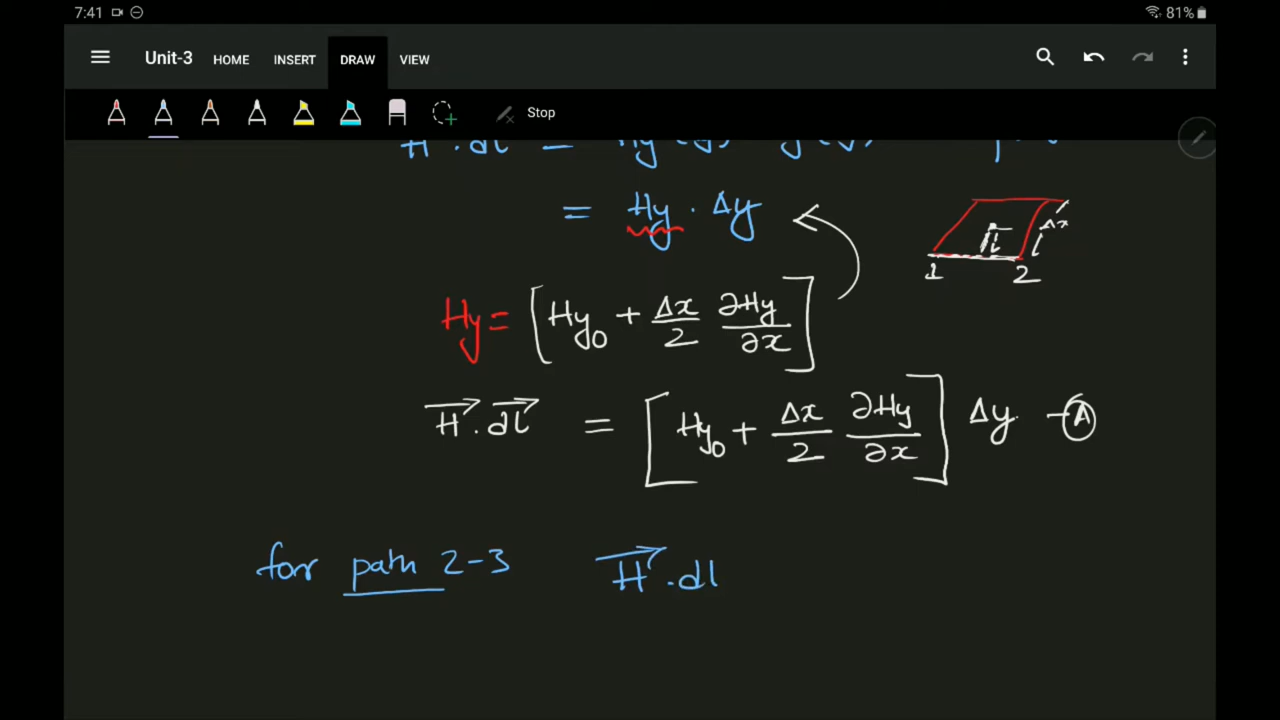 7:41 81%
Unit-3 HOME INSERT DRAW VIEW
Stop
= Hy · Δy
Δx
1 2
Hy = [Hy₀ + Δx/2 ∂Hy/∂x]
H⃗ . dl⃗ = [Hy₀ + Δx/2 ∂Hy/∂x] Δy - Ⓐ
for path 2-3 H⃗ . dl